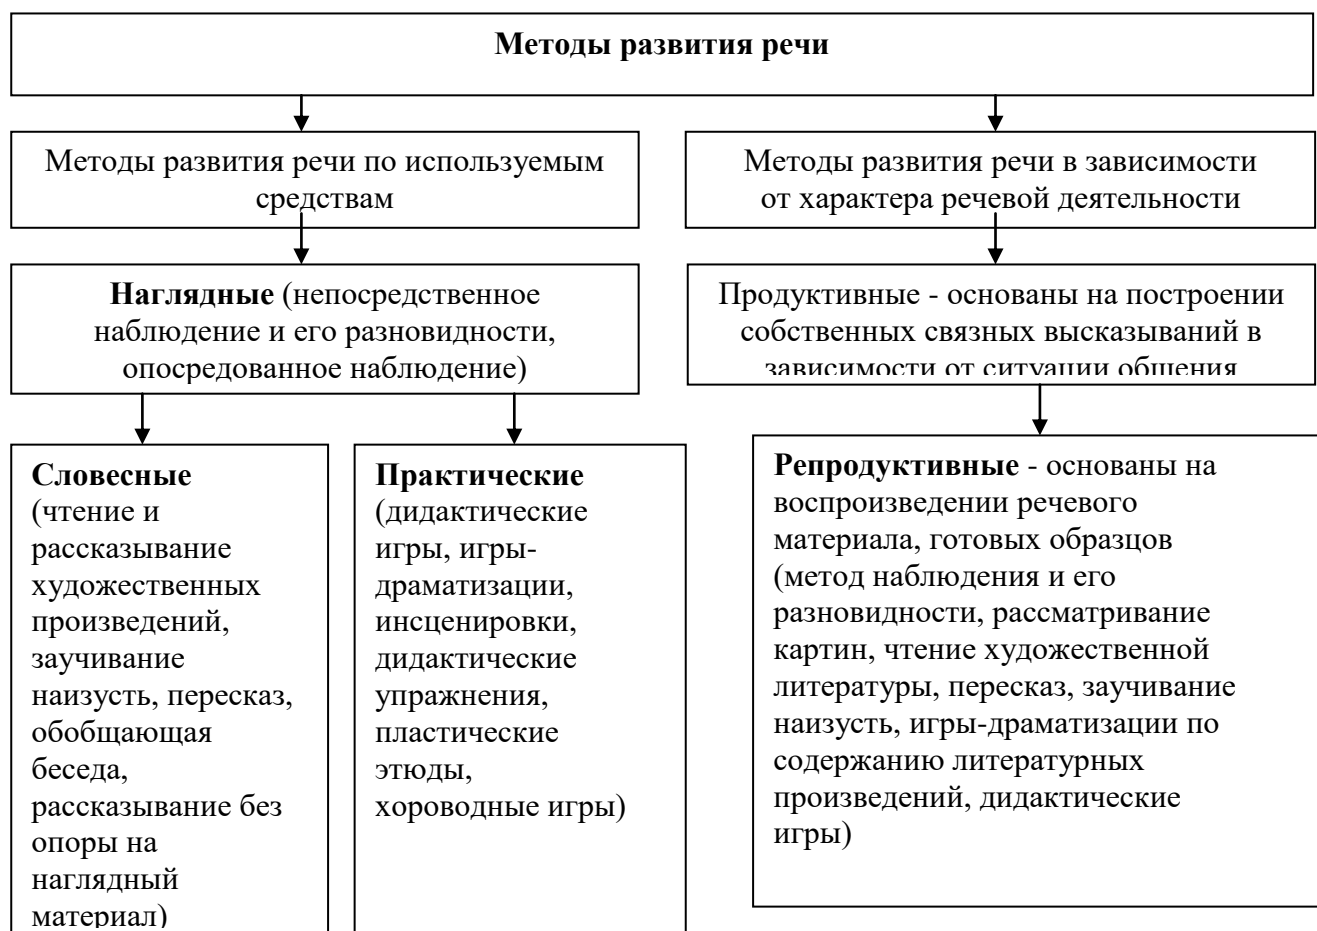 Методы развития речи
Методы развития речи по используемым
средствам
Методы развития речи в зависимости
от характера речевой деятельности
Наглядные (непосредственное
наблюдение и его разновидности,
опосредованное наблюдение)
Продуктивные - основаны на построении
собственных связных высказываний в
зависимости от ситуации общения
Словесные
(чтение и
рассказывание
художественных
произведений,
заучивание
наизусть, пересказ,
обобщающая
беседа,
рассказывание без
опоры на
наглядный
материал)
Практические
(дидактические
игры, игры-
драматизации,
инсценировки,
дидактические
упражнения,
пластические
этюды,
хороводные игры)
Репродуктивные - основаны на
воспроизведении речевого
материала, готовых образцов
(метод наблюдения и его
разновидности, рассматривание
картин, чтение художественной
литературы, пересказ, заучивание
наизусть, игры-драматизации по
содержанию литературных
произведений, дидактические
игры)